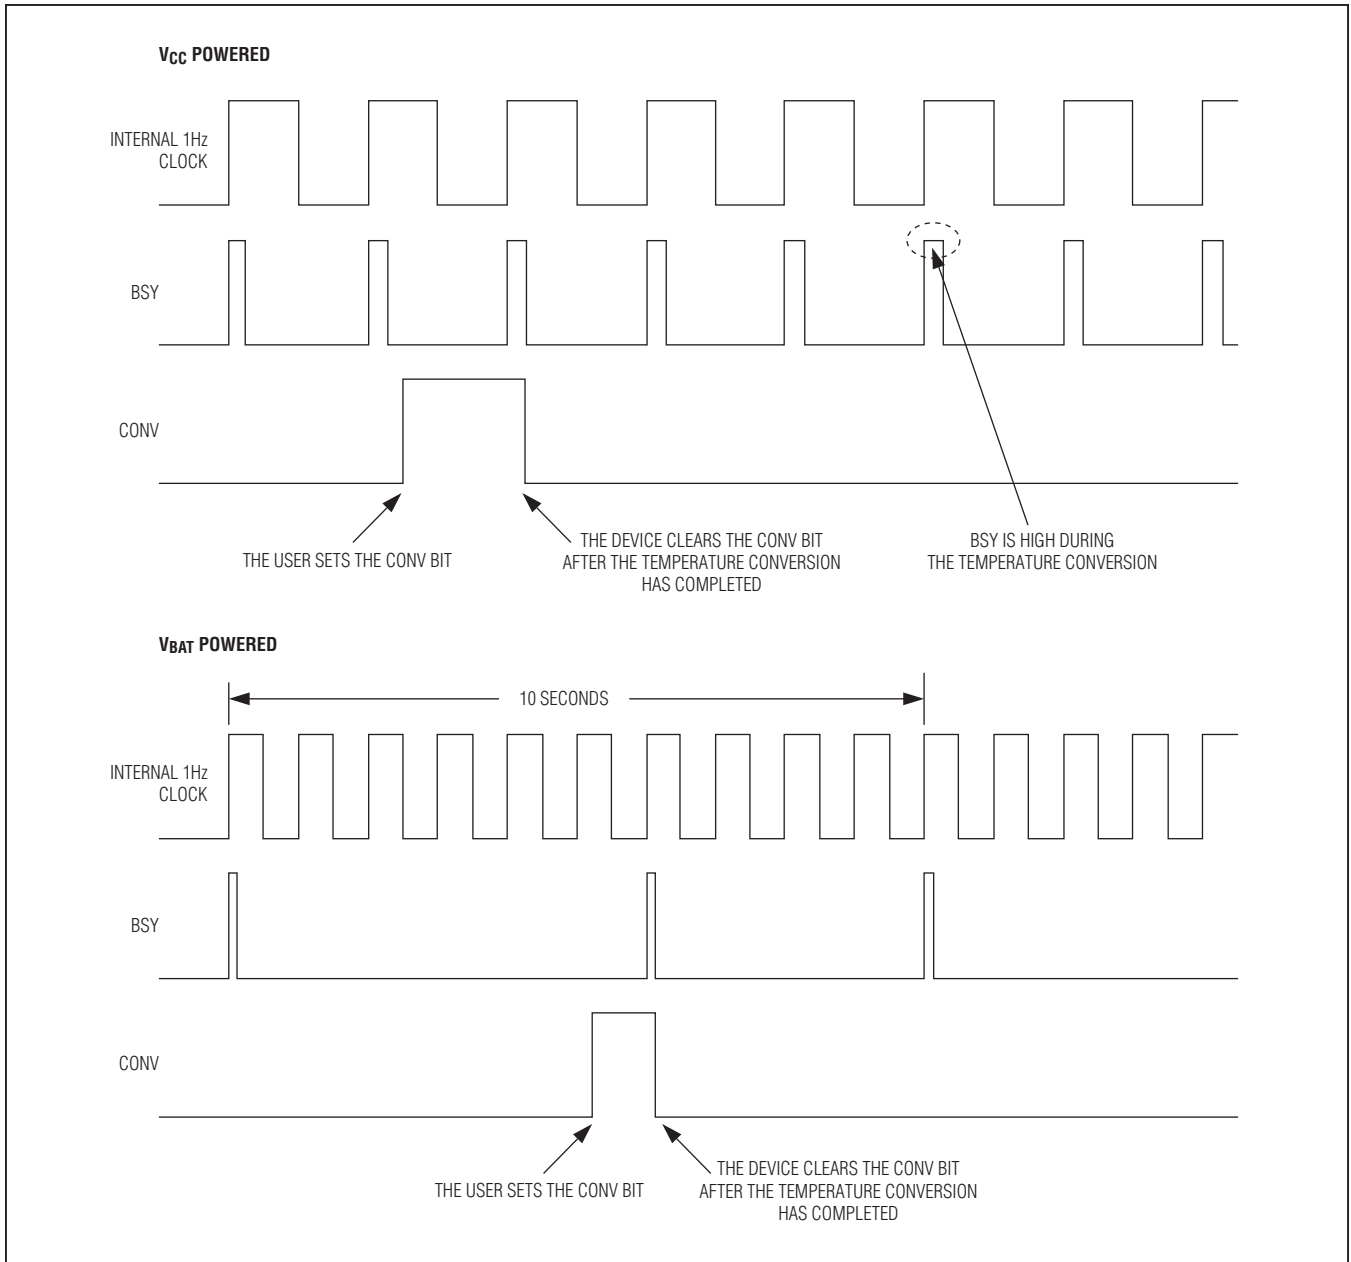 VCC POWERED
INTERNAL 1Hz
CLOCK
BSY
CONV
THE USER SETS THE CONV BIT
THE DEVICE CLEARS THE CONV BIT
AFTER THE TEMPERATURE CONVERSION
HAS COMPLETED
BSY IS HIGH DURING
THE TEMPERATURE CONVERSION
VBAT POWERED
10 SECONDS
INTERNAL 1Hz
CLOCK
BSY
CONV
THE USER SETS THE CONV BIT
THE DEVICE CLEARS THE CONV BIT
AFTER THE TEMPERATURE CONVERSION
HAS COMPLETED